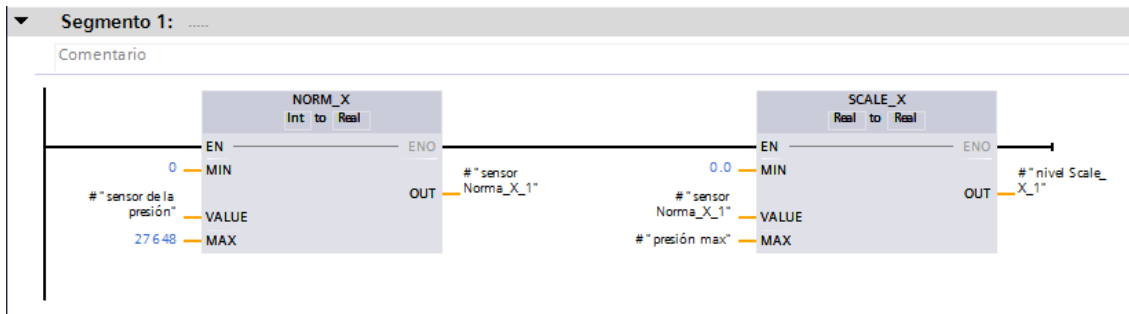 Segmento 1: .....
Comentario
NORM_X
Int to Real
EN
ENO
0
MIN
#"sensor de la
presión"
VALUE
27648
MAX
OUT
#"sensor
Norma_X_1"
SCALE_X
Real to Real
EN
ENO
0.0
MIN
#"sensor
Norma_X_1"
VALUE
#"presión max"
MAX
OUT
#"nivel Scale_
X_1"